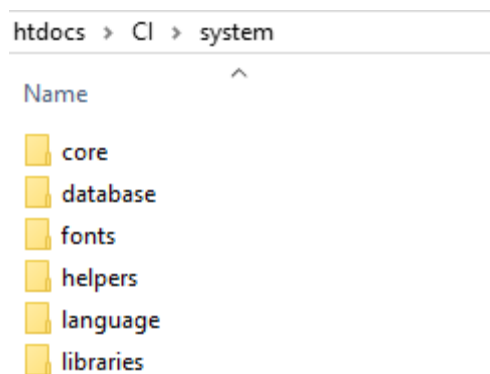 htdocs > CI > system
Name
core
database
fonts
helpers
language
libraries